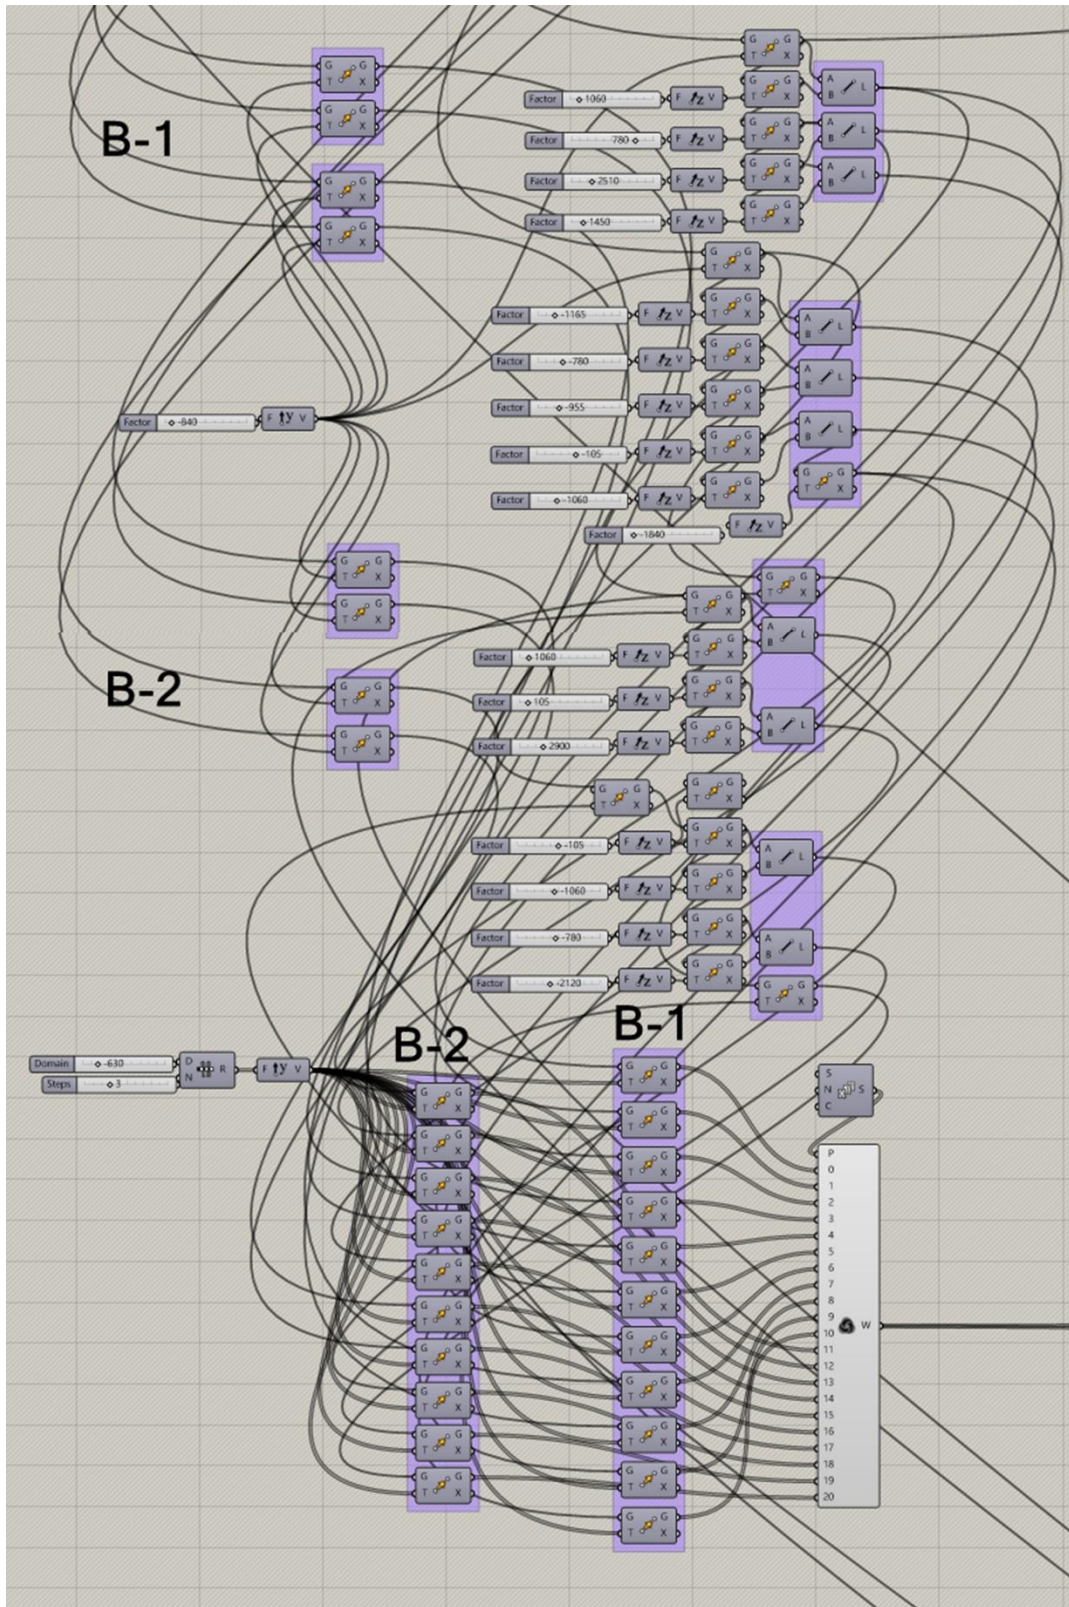 G G
T X
G G
T X
B-1
G G
T X
G G
T X
G G
T X
Factor 1060 F z V
G G
T X
A L
B
Factor 780 F z V
G G
T X
A L
B
Factor 2510 F z V
G G
T X
A L
B
Factor 1450 F z V
G G
T X
G G
T X
Factor -1165 F z V
G G
T X
A L
B
Factor -780 F z V
G G
T X
A L
B
Factor -955 F z V
G G
T X
Factor -840 F y V
A L
B
Factor -105 F z V
G G
T X
G G
T X
Factor -1060 F z V
G G
T X
Factor -1840 F z V
G G
T X
G G
T X
B-2
G G
T X
G G
T X
G G
T X
G G
T X
A L
B
Factor 1060 F z V
G G
T X
Factor 105 F z V
G G
T X
A L
B
Factor 2900 F z V
G G
T X
G G
T X
G G
T X
Factor -105 F z V
G G
T X
A L
B
Factor -1060 F z V
G G
T X
Factor -780 F z V
G G
T X
A L
B
Factor -2120 F z V
G G
T X
G G
T X
B-2
B-1
Domain -630
Steps 3
D R
N
F y V
G G
T X
G G
T X
G G
T X
G G
T X
G G
T X
G G
T X
G G
T X
G G
T X
G G
T X
G G
T X
G G
T X
G G
T X
G G
T X
G G
T X
G G
T X
G G
T X
G G
T X
G G
T X
G G
T X
G G
T X
G G
T X
S
N S
C
P
0
1
2
3
4
5
6
7
8
9
W
10
11
12
13
14
15
16
17
18
19
20